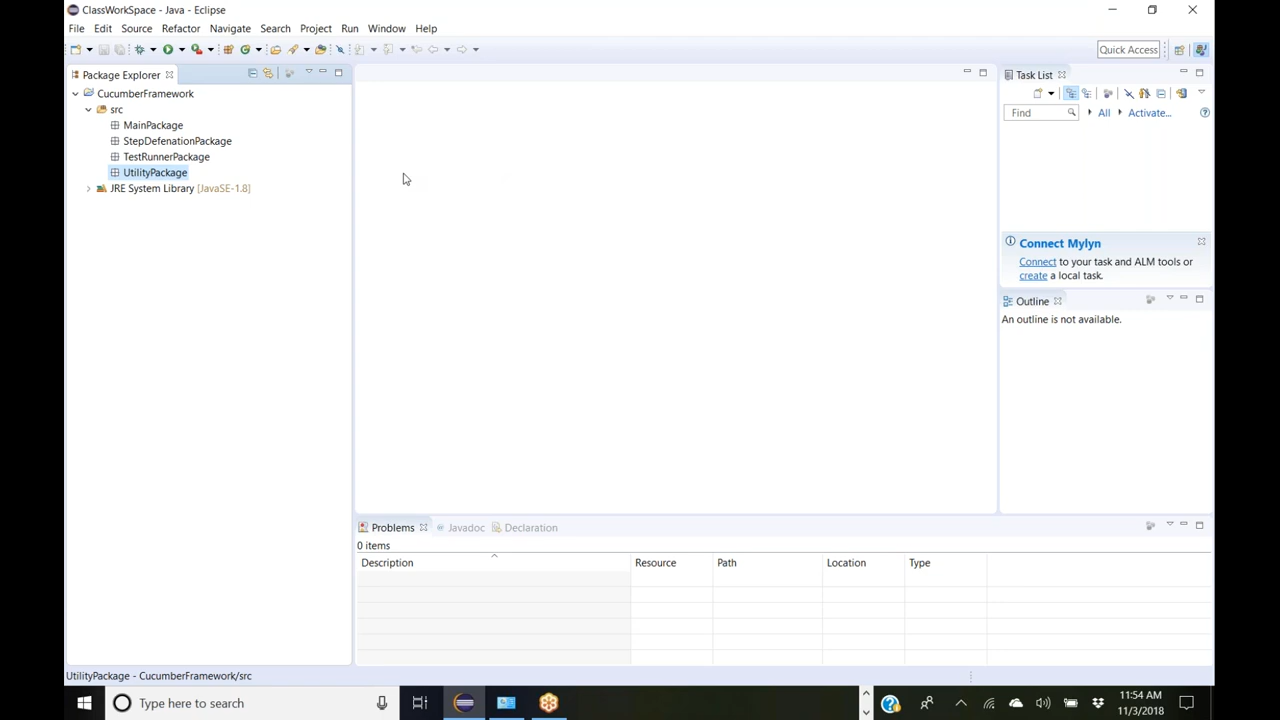 ClassWorkSpace - Java - Eclipse
File Edit Source Refactor Navigate Search Project Run Window Help
Quick Access
Package Explorer
CucumberFramework
src
MainPackage
StepDefenationPackage
TestRunnerPackage
UtilityPackage
JRE System Library [JavaSE-1.8]
Task List
Find All Activate...
Connect Mylyn
Connect to your task and ALM tools or
create a local task.
Outline
An outline is not available.
Problems Javadoc Declaration
0 items
Description Resource Path Location Type
UtilityPackage - CucumberFramework/src
Type here to search
11:54 AM
11/3/2018